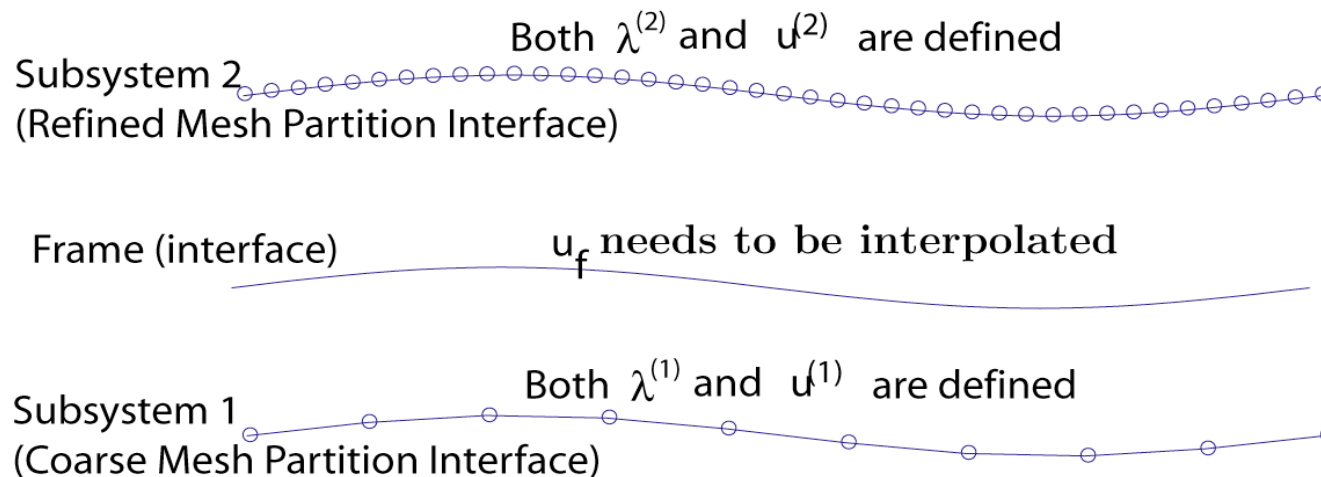 Both λ⁽²⁾ and u⁽²⁾ are defined
Subsystem 2
(Refined Mesh Partition Interface)
Frame (interface)
u_f needs to be interpolated
Both λ⁽¹⁾ and u⁽¹⁾ are defined
Subsystem 1
(Coarse Mesh Partition Interface)